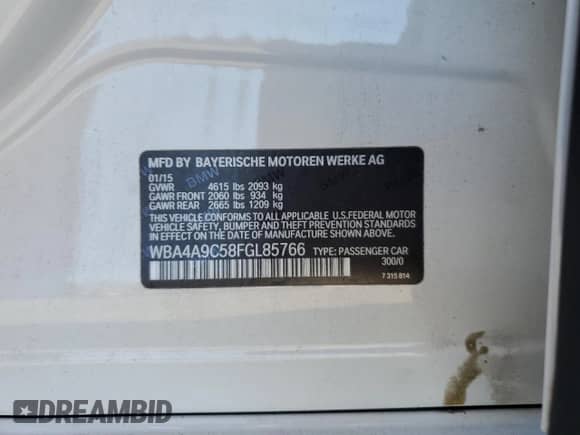 MFD BY BAYERISCHE MOTOREN WERKE AG
01/15
GVWR 4615 lbs 2093 kg
GAWR FRONT 2060 lbs 934 kg
GAWR REAR 2665 lbs 1209 kg
THIS VEHICLE CONFORMS TO ALL APPLICABLE U.S.FEDERAL MOTOR
VEHICLE SAFETY, BUMPER AND THEFT PREVENTION STANDARDS
IN EFFECT ON THE DATE OF MANUFACTURE SHOWN ABOVE.
WBA4A9C58FGL85766 TYPE: PASSENGER CAR
300/0
7 315 814
DREAMBID